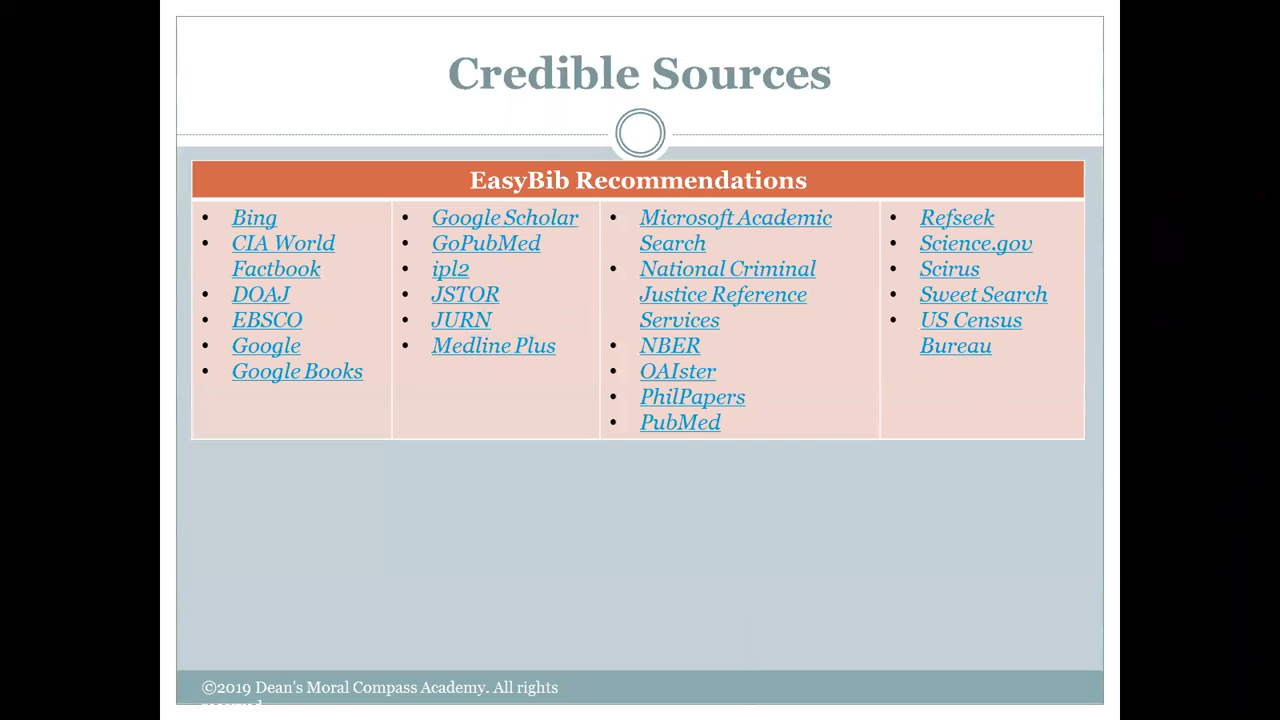 Credible Sources
EasyBib Recommendations
• Bing
• CIA World
Factbook
• DOAJ
• EBSCO
• Google
• Google Books
• Google Scholar
• GoPubMed
• ipl2
• JSTOR
• JURN
• Medline Plus
• Microsoft Academic
Search
• National Criminal
Justice Reference
Services
• NBER
• OAIster
• PhilPapers
• PubMed
• Refseek
• Science.gov
• Scirus
• Sweet Search
• US Census
Bureau
©2019 Dean's Moral Compass Academy. All rights